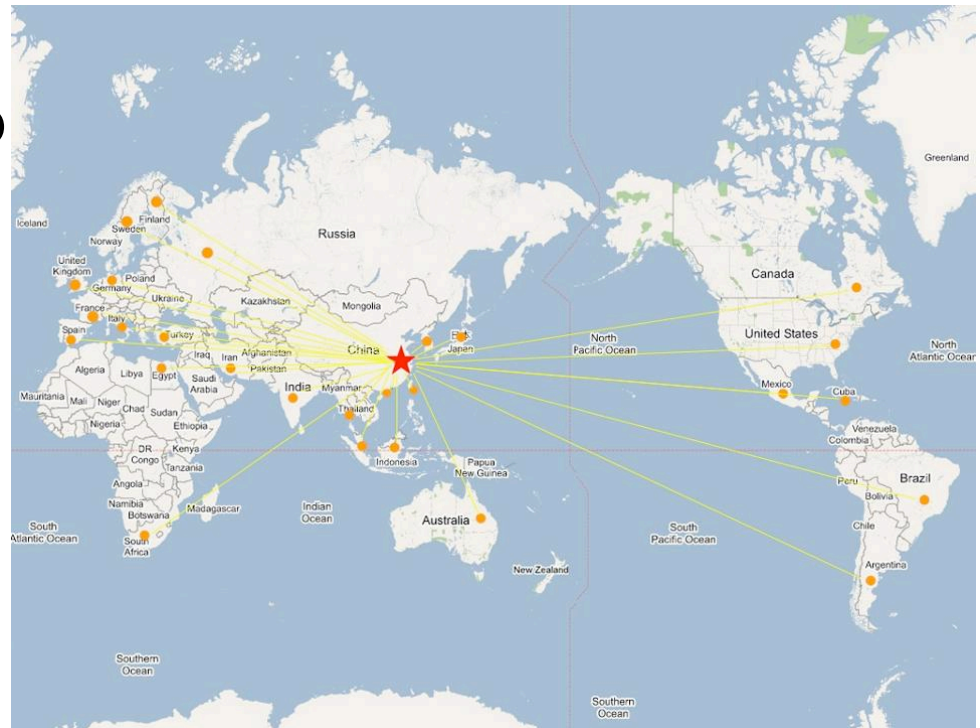 Greenland
Iceland
Finland
Sweden
Norway
Russia
United
Kingdom
Poland
Germany
Canada
Ukraine
Kazakhstan
Mongolia
France
Italy
Spain
Turkey
United States
North
Pacific Ocean
North
Atlantic Ocean
China
Japan
Iraq
Iran
Afghanistan
Pakistan
Algeria
Libya
Egypt
Saudi
Arabia
India
Myanmar
Mexico
Cuba
Mauritania
Mali
Niger
Chad
Sudan
Thailand
Nigeria
Ethiopia
Venezuela
Colombia
DR
Congo
Kenya
Tanzania
Indonesia
Papua
New Guinea
Peru
Brazil
Angola
Bolivia
Namibia
Botswana
Madagascar
Indian
Ocean
South
Atlantic Ocean
South
Africa
Australia
South
Pacific Ocean
Chile
New Zealand
Argentina
Southern
Ocean
Southern
Ocean